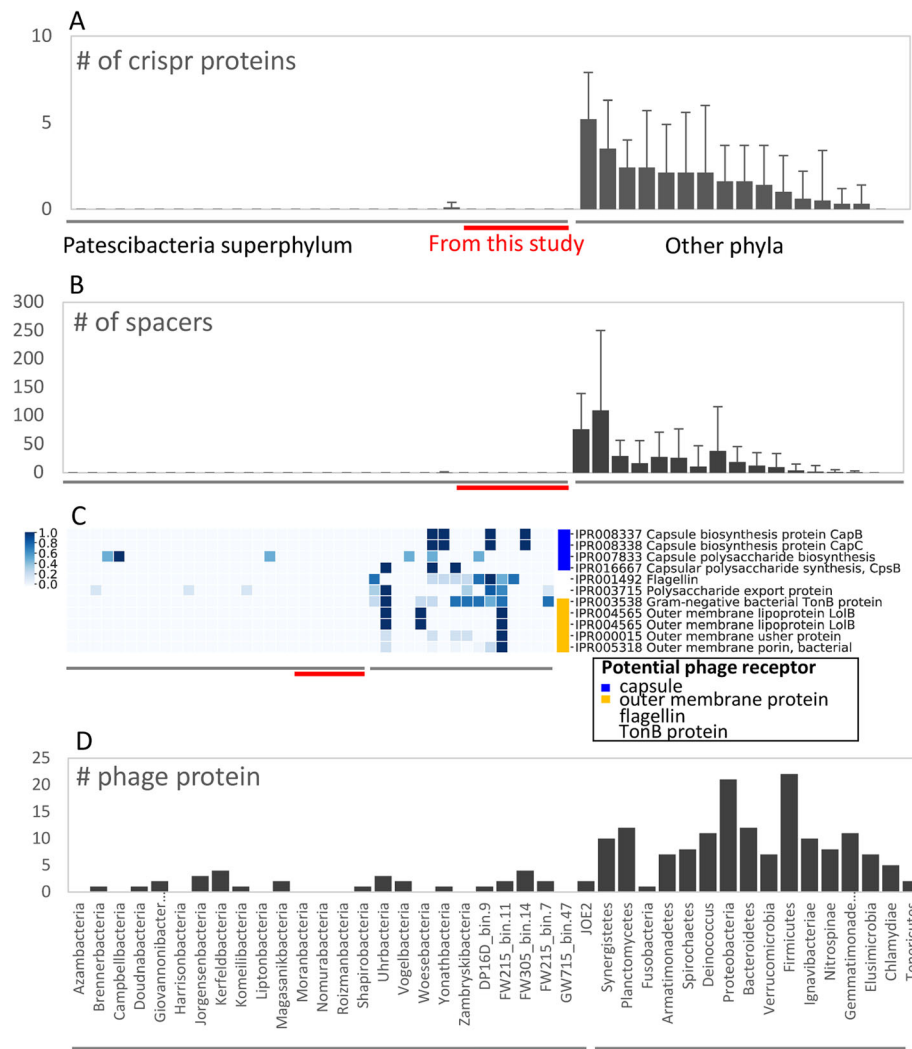 A
# of crispr proteins
10
5
0
Patescibacteria superphylum
From this study
Other phyla
B
# of spacers
300
250
200
150
100
50
0
C
1.0
0.8
0.6
0.4
0.2
0.0
IPR008337 Capsule biosynthesis protein CapB
IPR008338 Capsule biosynthesis protein CapC
IPR007833 Capsule polysaccharide biosynthesis
IPR016667 Capsular polysaccharide synthesis, CpsB
IPR001492 Flagellin
IPR003715 Polysaccharide export protein
IPR003538 Gram-negative bacterial TonB protein
IPR004565 Outer membrane lipoprotein LolB
IPR004565 Outer membrane lipoprotein LolB
IPR000015 Outer membrane usher protein
IPR005318 Outer membrane porin, bacterial
Potential phage receptor
capsule
outer membrane protein
flagellin
TonB protein
D
# phage protein
25
20
15
10
5
0
Azambacteria
Brennerbacteria
Campbellbacteria
Doudnabacteria
Giovannonibacter...
Harrisonbacteria
Jorgensenbacteria
Kerfeldbacteria
Komeilibacteria
Liptonbacteria
Magasanikbacteria
Moranbacteria
Nomurabacteria
Roizmanbacteria
Shapirobacteria
Uhrbacteria
Vogelbacteria
Woesebacteria
Yonathbacteria
Zambryskibacteria
DP16D_bin.9
FW215_bin.11
FW305_bin.14
FW215_bin.7
GW715_bin.47
JOE2
Synergistetes
Planctomycetes
Fusobacteria
Armatimonadetes
Spirochaetes
Deinococcus
Proteobacteria
Bacteroidetes
Verrucomicrobia
Firmicutes
Ignavibacteriae
Nitrospinae
Gemmatimonade...
Elusimicrobia
Chlamydiae